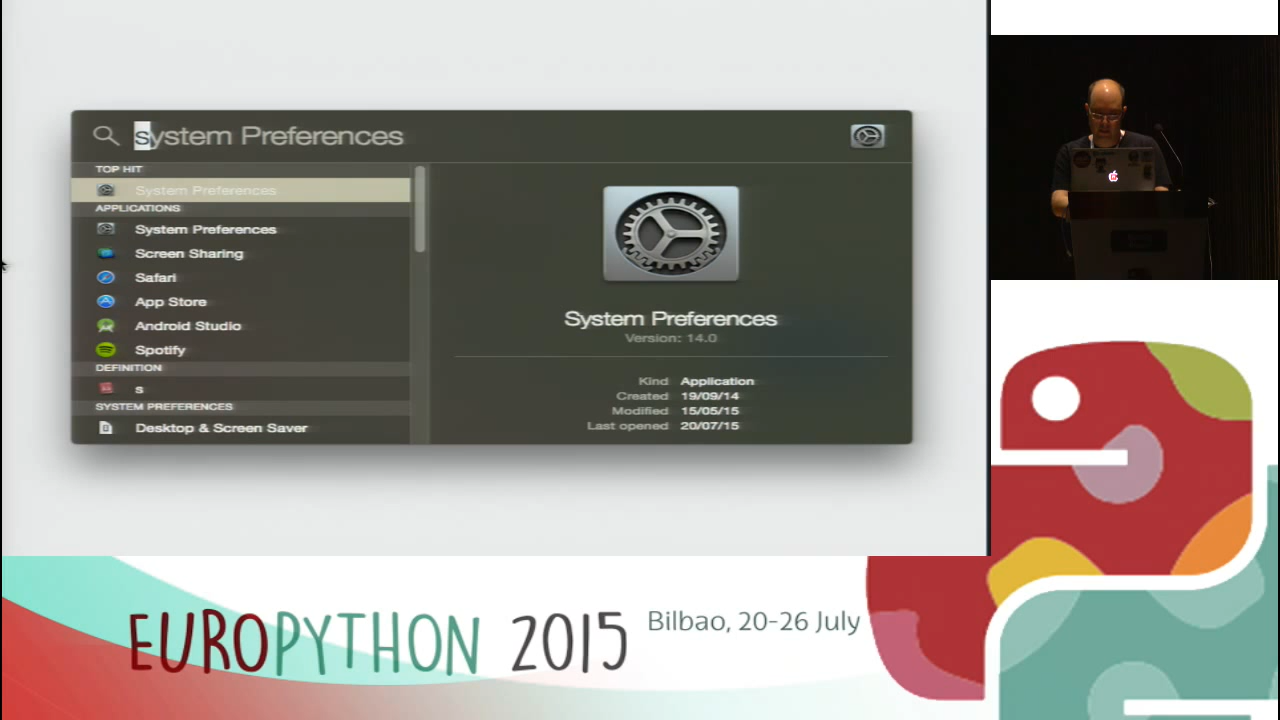 system Preferences
TOP HIT
System Preferences
APPLICATIONS
System Preferences
Screen Sharing
Safari
App Store
Android Studio
Spotify
DEFINITION
s
SYSTEM PREFERENCES
Desktop & Screen Saver
System Preferences
Version: 14.0
Kind Application
Created 19/09/14
Modified 15/05/15
Last opened 20/07/15
EUROPYTHON 2015
Bilbao, 20-26 July